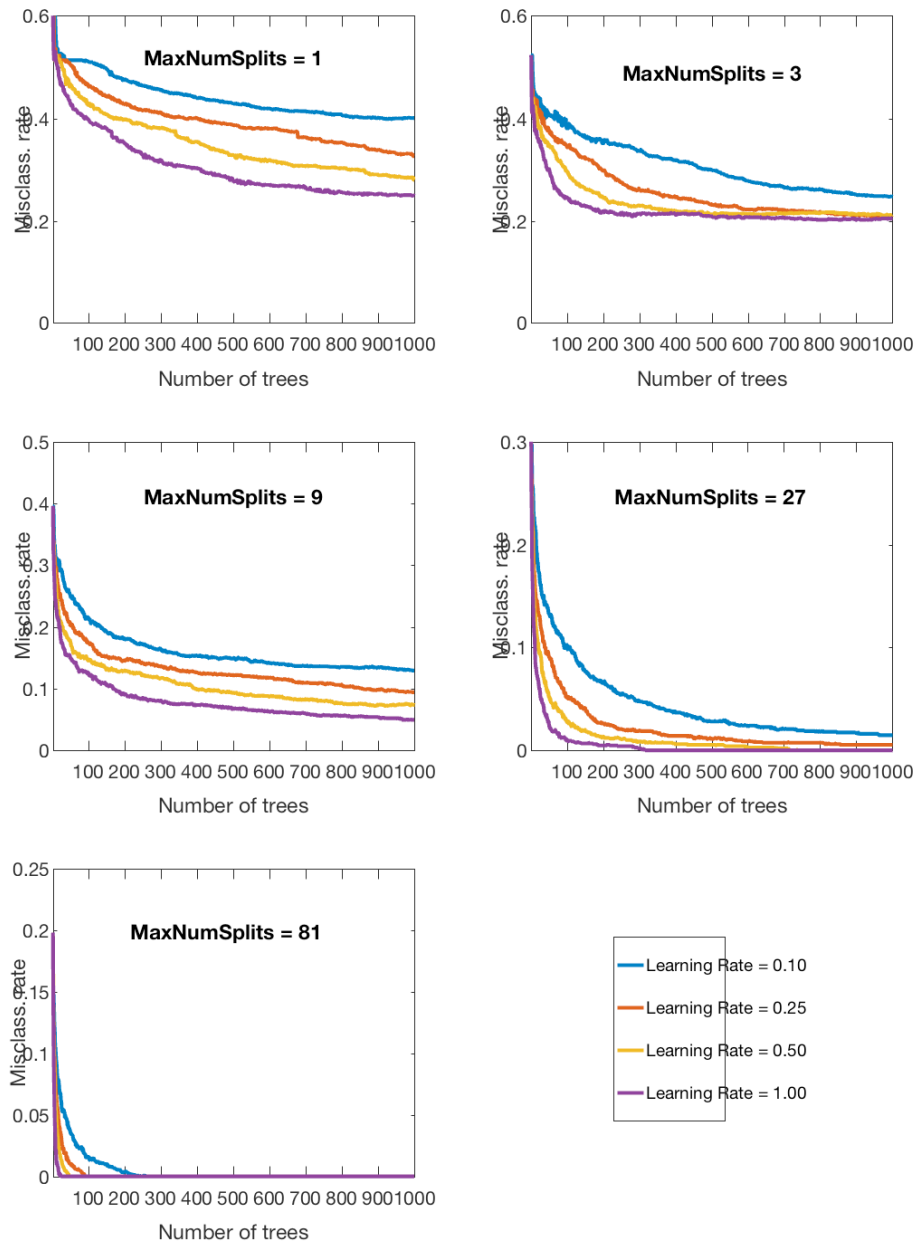 0.6
MaxNumSplits = 1
0.4
Misclass. rate
0.2
0
100 200 300 400 500 600 700 800 9001000
Number of trees
0.6
MaxNumSplits = 3
0.4
Misclass. rate
0.2
0
100 200 300 400 500 600 700 800 9001000
Number of trees
0.5
MaxNumSplits = 9
0.4
0.3
Misclass. rate
0.2
0.1
0
100 200 300 400 500 600 700 800 9001000
Number of trees
0.3
MaxNumSplits = 27
0.2
Misclass. rate
0.1
0
100 200 300 400 500 600 700 800 9001000
Number of trees
0.25
MaxNumSplits = 81
0.2
0.15
Misclass. rate
0.1
0.05
0
100 200 300 400 500 600 700 800 9001000
Number of trees
Learning Rate = 0.10
Learning Rate = 0.25
Learning Rate = 0.50
Learning Rate = 1.00